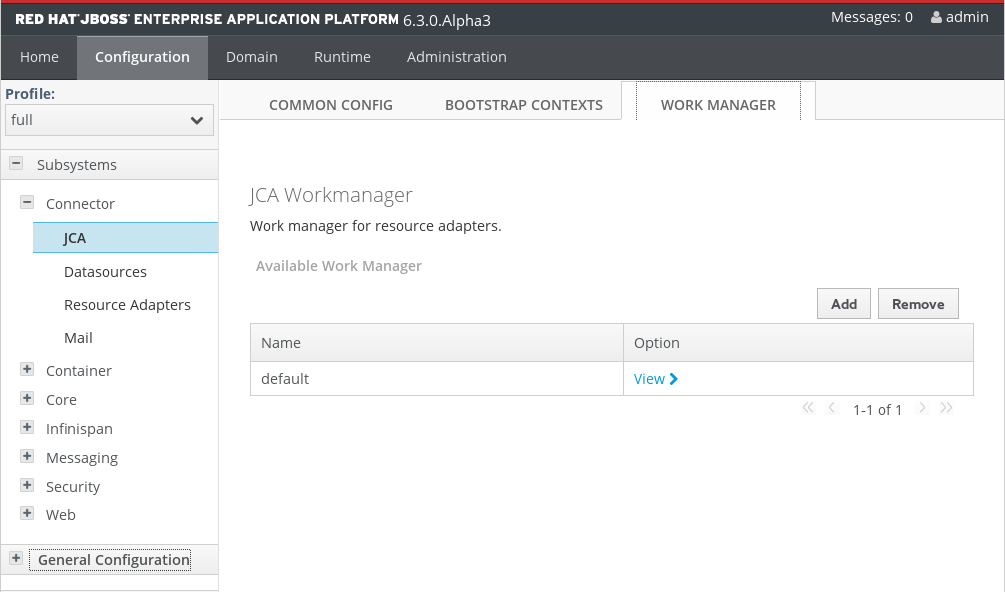 RED HAT® JBOSS® ENTERPRISE APPLICATION PLATFORM 6.3.0.Alpha3
Messages: 0 admin
Home Configuration Domain Runtime Administration
Profile:
full
COMMON CONFIG BOOTSTRAP CONTEXTS WORK MANAGER
Subsystems
Connector
JCA
Datasources
Resource Adapters
Mail
Container
Core
Infinispan
Messaging
Security
Web
General Configuration
JCA Workmanager
Work manager for resource adapters.
Available Work Manager
Add Remove
Name Option
default View
1-1 of 1